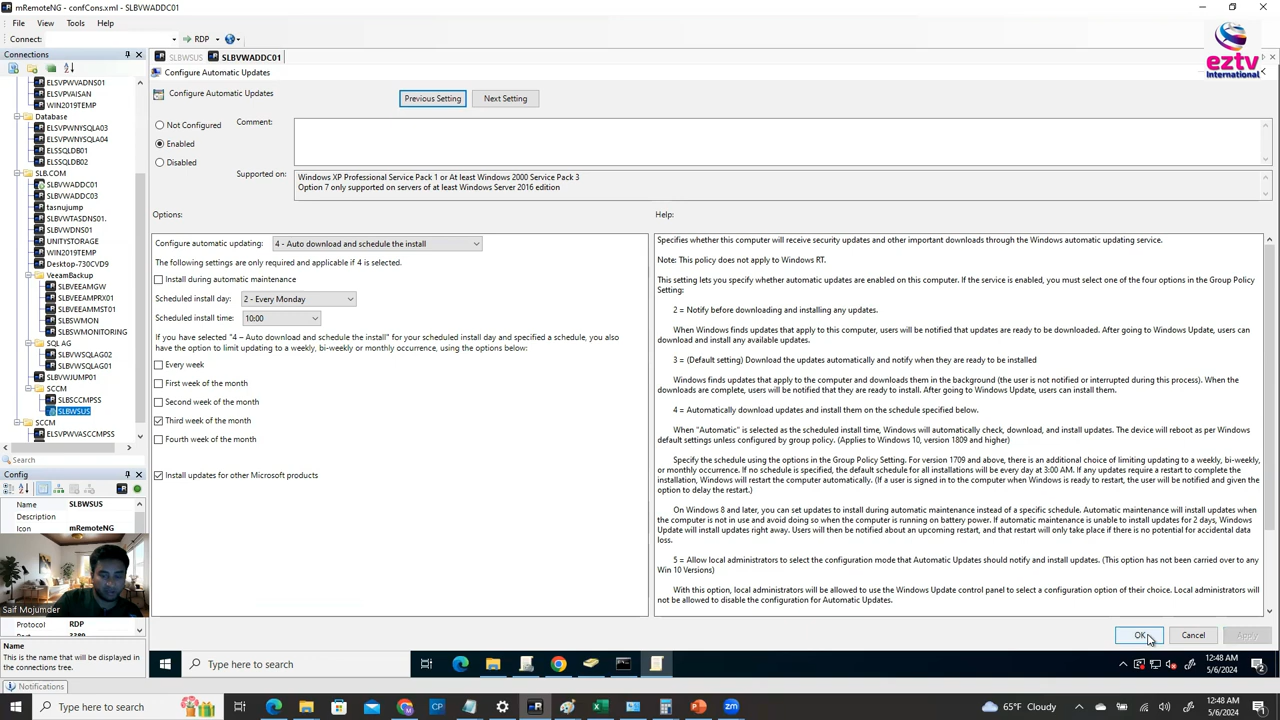 mRemoteNG - confCons.xml - SLBVWADDC01
File View Tools Help
Connect: RDP
eztv
International
Connections
ELSVPWVADNS01
ELSVPWVAISAN
WIN2019TEMP
Database
ELSVPWNYSQLA03
ELSVPWNYSQLA04
ELSSQLDB01
ELSSQLDB02
SLB.COM
SLBVWADDC01
SLBVWADDC03
tasnujump
SLBVWTASDNS01.
SLBVWDNS01
UNITYSTORAGE
WIN2019TEMP
Desktop-730CVD9
VeeamBackup
SLBVEEAMGW
SLBVEEAMPRX01
SLBVEEAMMST01
SLBVSWMON
SLBVSWMONITORING
SQL AG
SLBVVWSQLAG02
SLBVVWSQLAG01
SLBVWJUMP01
SCCM
SLBSCCMPSS
SLBWSUS
SCCM
ELSVPWVASCCMPSS
Search
Config
Name SLBWSUS
Description
Icon mRemoteNG
Saif Mojumder
Protocol RDP
Name
This is the name that will be displayed in
the connections tree.
Notifications
SLBWSUS SLBVWADDC01
Configure Automatic Updates
Configure Automatic Updates
Previous Setting Next Setting
Not Configured
Enabled
Disabled
Comment:
Supported on:
Windows XP Professional Service Pack 1 or At least Windows 2000 Service Pack 3
Option 7 only supported on servers of at least Windows Server 2016 edition
Options:
Configure automatic updating: 4 - Auto download and schedule the install
The following settings are only required and applicable if 4 is selected.
Install during automatic maintenance
Scheduled install day: 2 - Every Monday
Scheduled install time: 10:00
If you have selected "4 – Auto download and schedule the install" for your scheduled install day and specified a schedule, you also
have the option to limit updating to a weekly, bi-weekly or monthly occurrence, using the options below:
Every week
First week of the month
Second week of the month
Third week of the month
Fourth week of the month
Install updates for other Microsoft products
Help:
Specifies whether this computer will receive security updates and other important downloads through the Windows automatic updating service.
Note: This policy does not apply to Windows RT.
This setting lets you specify whether automatic updates are enabled on this computer. If the service is enabled, you must select one of the four options in the Group Policy
Setting:
2 = Notify before downloading and installing any updates.
When Windows finds updates that apply to this computer, users will be notified that updates are ready to be downloaded. After going to Windows Update, users can
download and install any available updates.
3 = (Default setting) Download the updates automatically and notify when they are ready to be installed
Windows finds updates that apply to the computer and downloads them in the background (the user is not notified or interrupted during this process). When the
downloads are complete, users will be notified that they are ready to install. After going to Windows Update, users can install them.
4 = Automatically download updates and install them on the schedule specified below.
When "Automatic" is selected as the scheduled install time, Windows will automatically check, download, and install updates. The device will reboot as per Windows
default settings unless configured by group policy. (Applies to Windows 10, version 1809 and higher)
Specify the schedule using the options in the Group Policy Setting. For version 1709 and above, there is an additional choice of limiting updating to a weekly, bi-weekly,
or monthly occurrence. If no schedule is specified, the default schedule for all installations will be every day at 3:00 AM. If any updates require a restart to complete the
installation, Windows will restart the computer automatically. (If a user is signed in to the computer when Windows is ready to restart, the user will be notified and given the
option to delay the restart.)
On Windows 8 and later, you can set updates to install during automatic maintenance instead of a specific schedule. Automatic maintenance will install updates when
the computer is not in use and avoid doing so when the computer is running on battery power. If automatic maintenance is unable to install updates for 2 days, Windows
Update will install updates right away. Users will then be notified about an upcoming restart, and that restart will only take place if there is no potential for accidental data
loss.
5 = Allow local administrators to select the configuration mode that Automatic Updates should notify and install updates. (This option has not been carried over to any
Win 10 Versions)
With this option, local administrators will be allowed to use the Windows Update control panel to select a configuration option of their choice. Local administrators will
not be allowed to disable the configuration for Automatic Updates.
OK Cancel Apply
Type here to search
12:48 AM
5/6/2024
Type here to search
65°F Cloudy
12:48 AM
5/6/2024